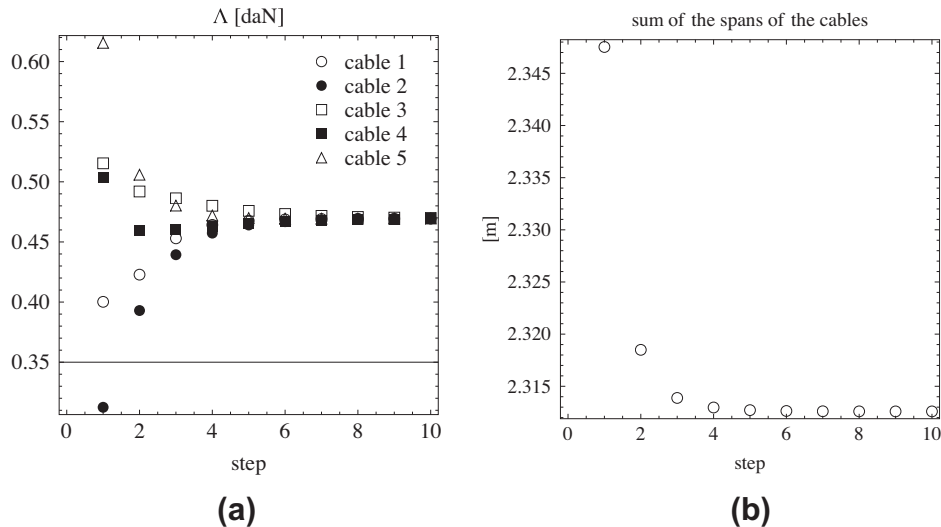 Λ [daN]
0.60
0.55
0.50
0.45
0.40
0.35
0 2 4 6 8 10
step
cable 1
cable 2
cable 3
cable 4
cable 5
(a)
sum of the spans of the cables
[m]
2.345
2.340
2.335
2.330
2.325
2.320
2.315
0 2 4 6 8 10
step
(b)